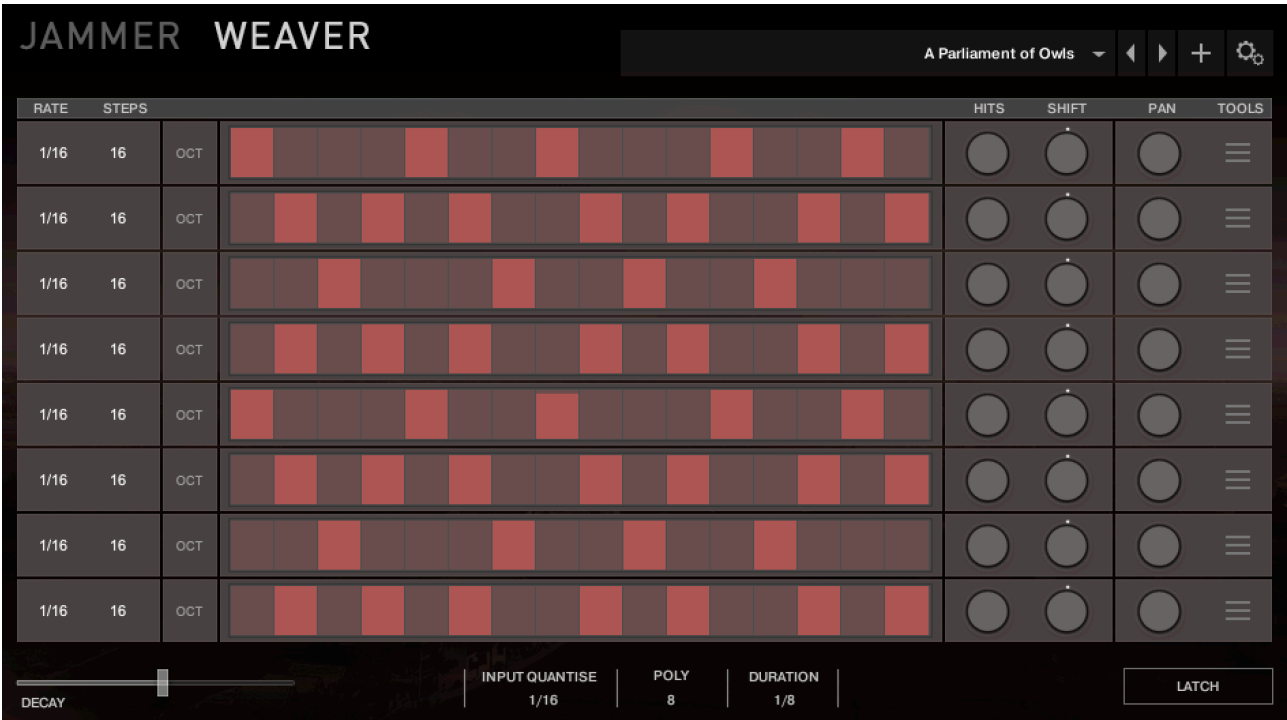 JAMMER WEAVER
A Parliament of Owls
RATE STEPS HITS SHIFT PAN TOOLS
1/16 16 OCT
1/16 16 OCT
1/16 16 OCT
1/16 16 OCT
1/16 16 OCT
1/16 16 OCT
1/16 16 OCT
1/16 16 OCT
INPUT QUANTISE POLY DURATION
DECAY 1/16 8 1/8 LATCH